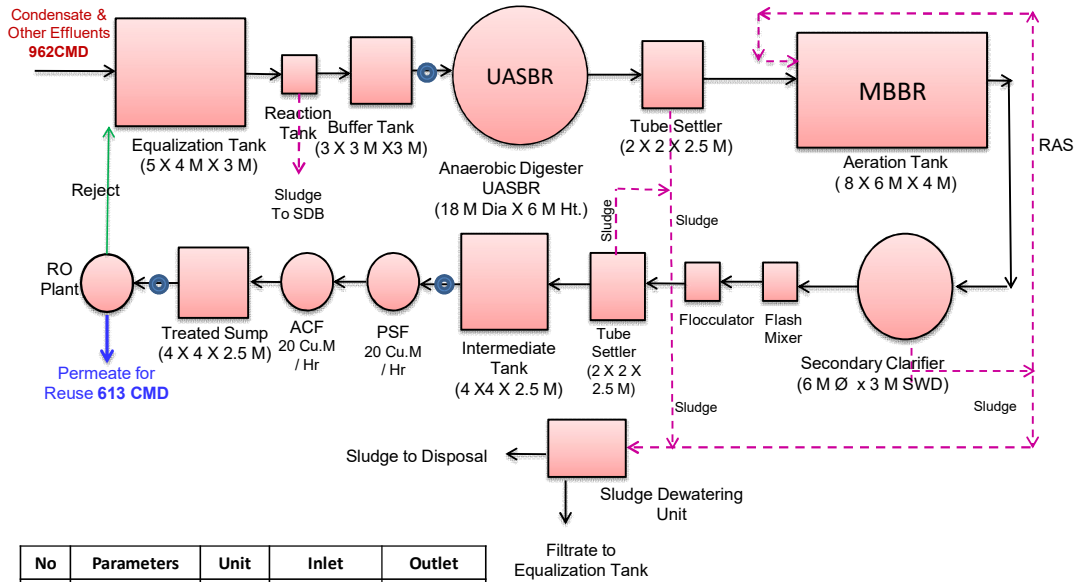 Condensate &
Other Effluents
962CMD
Equalization Tank
(5 X 4 M X 3 M)
Reaction
Tank
Sludge
To SDB
Buffer Tank
(3 X 3 M X3 M)
UASBR
Anaerobic Digester
UASBR
(18 M Dia X 6 M Ht.)
Tube Settler
(2 X 2 X 2.5 M)
MBBR
Aeration Tank
( 8 X 6 M X 4 M)
RAS
Reject
RO
Plant
Permeate for
Reuse 613 CMD
Treated Sump
(4 X 4 X 2.5 M)
ACF
20 Cu.M
/ Hr
PSF
20 Cu.M
/ Hr
Intermediate
Tank
(4 X4 X 2.5 M)
Sludge
Sludge
Tube
Settler
(2 X 2 X
2.5 M)
Flocculator
Flash
Mixer
Secondary Clarifier
(6 M Ø x 3 M SWD)
Sludge
Sludge
Sludge to Disposal
Sludge Dewatering
Unit
Filtrate to
Equalization Tank
No Parameters Unit Inlet Outlet